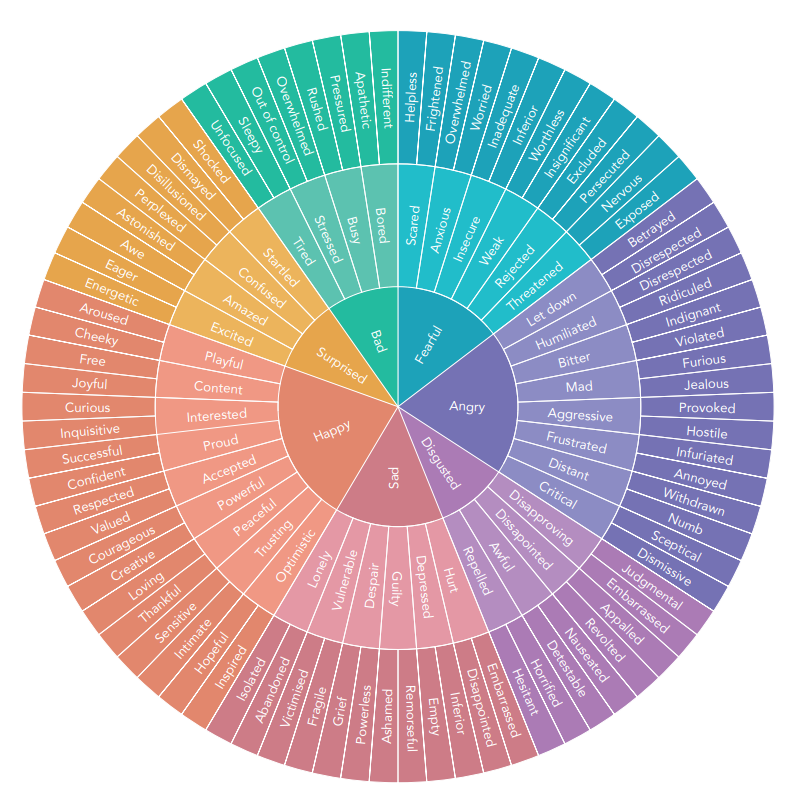 Fearful
Angry
Disgusted
Sad
Happy
Surprised
Bad
Scared
Anxious
Insecure
Weak
Rejected
Threatened
Let down
Humiliated
Bitter
Mad
Aggressive
Frustrated
Distant
Critical
Disapproving
Dissapointed
Awful
Repelled
Hurt
Depressed
Guilty
Despair
Vulnerable
Lonely
Optimistic
Trusting
Peaceful
Powerful
Accepted
Proud
Interested
Content
Playful
Excited
Amazed
Confused
Startled
Tired
Stressed
Busy
Bored
Helpless
Frightened
Overwhelmed
Worried
Inadequate
Inferior
Worthless
Insignificant
Excluded
Persecuted
Nervous
Exposed
Betrayed
Disrespected
Disrespected
Ridiculed
Indignant
Violated
Furious
Jealous
Provoked
Hostile
Infuriated
Annoyed
Withdrawn
Numb
Sceptical
Dismissive
Judgmental
Embarrassed
Appalled
Revolted
Nauseated
Detestable
Horrified
Hesitant
Embarrassed
Disappointed
Inferior
Empty
Remorseful
Ashamed
Powerless
Grief
Fragile
Victimised
Abandoned
Isolated
Inspired
Hopeful
Intimate
Sensitive
Thankful
Loving
Creative
Courageous
Valued
Respected
Confident
Successful
Inquisitive
Curious
Joyful
Free
Cheeky
Aroused
Energetic
Eager
Awe
Astonished
Perplexed
Disillusioned
Dismayed
Shocked
Unfocused
Sleepy
Out of control
Overwhelmed
Rushed
Pressured
Apathetic
Indifferent